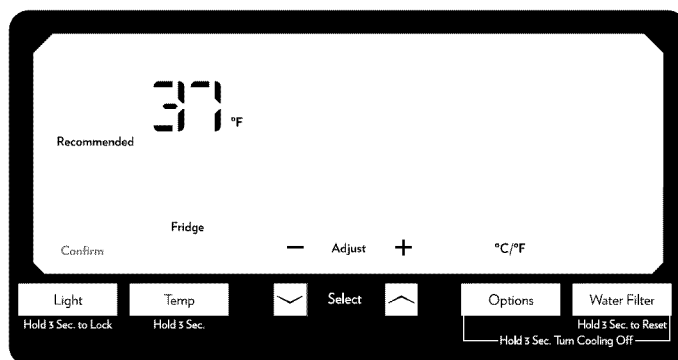 37 °F
Recommended
Fridge
Confirm − Adjust + °C/°F
Light Temp Select Options Water Filter
Hold 3 Sec. to Lock Hold 3 Sec. Hold 3 Sec. to Reset
Hold 3 Sec. Turn Cooling Off